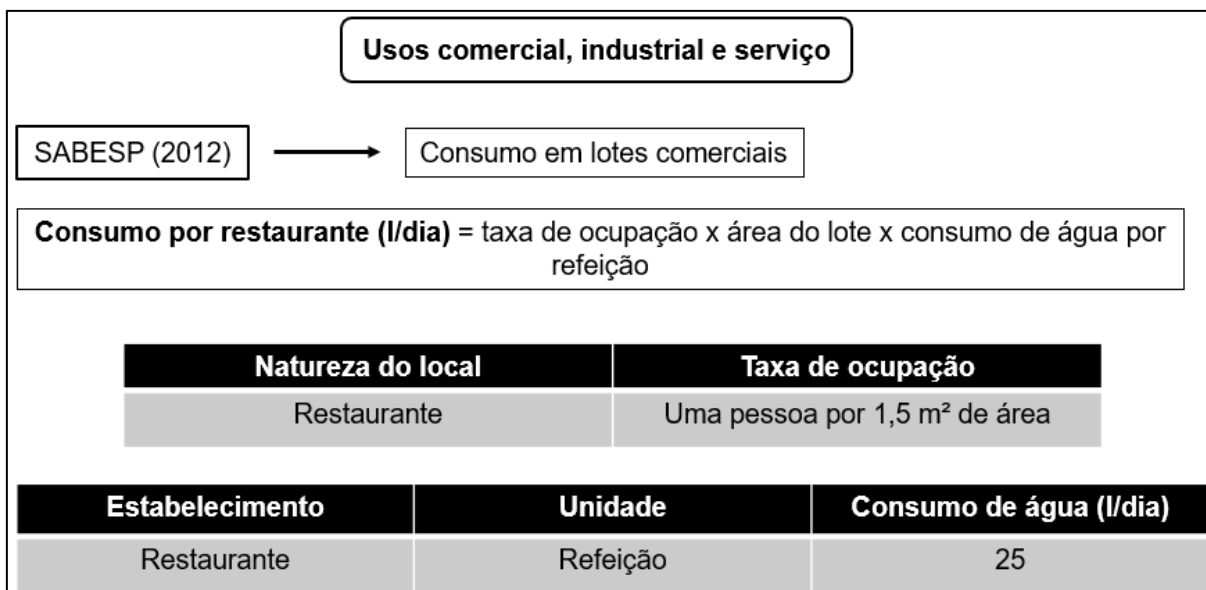 Usos comercial, industrial e serviço
SABESP (2012)
Consumo em lotes comerciais
Consumo por restaurante (l/dia) = taxa de ocupação x área do lote x consumo de água por
refeição
Natureza do local Taxa de ocupação
Restaurante Uma pessoa por 1,5 m² de área
Estabelecimento Unidade Consumo de água (l/dia)
Restaurante Refeição 25